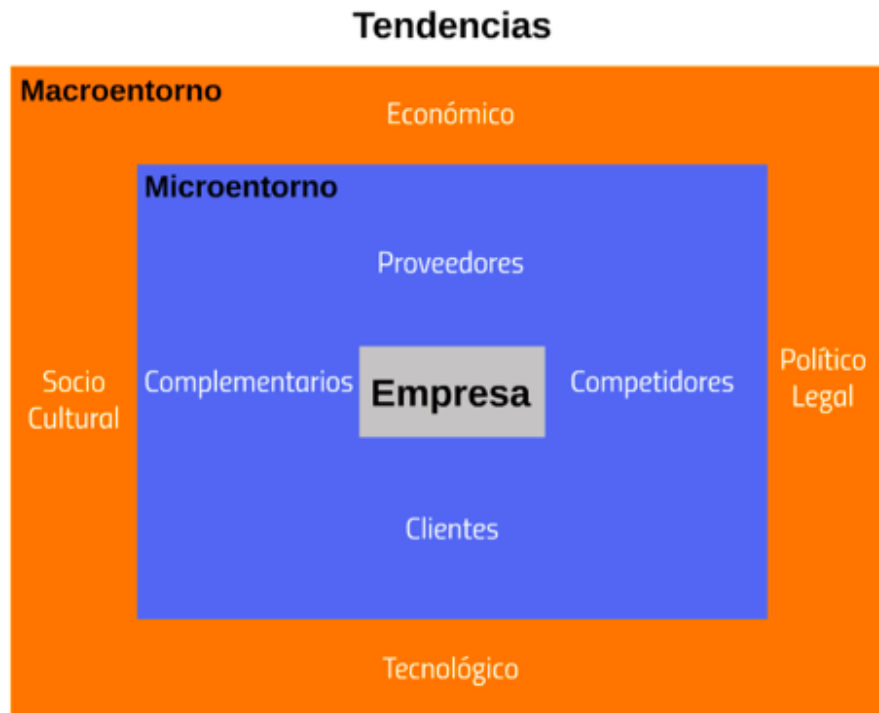 Tendencias
Macroentorno
Económico
Microentorno
Proveedores
Socio
Cultural
Complementarios
Empresa
Competidores
Político
Legal
Clientes
Tecnológico